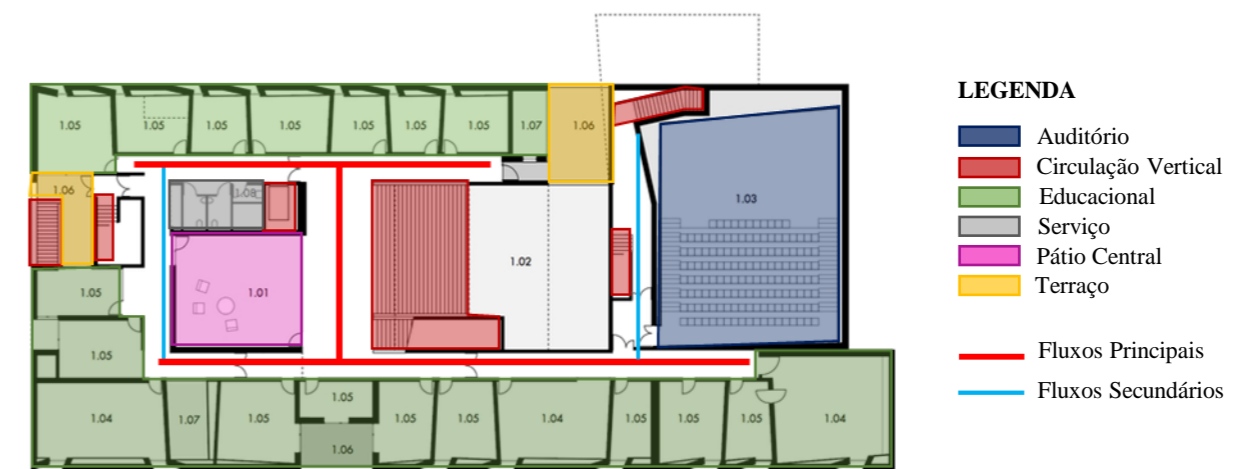 LEGENDA
Auditório
Circulação Vertical
Educacional
Serviço
Pátio Central
Terraço
Fluxos Principais
Fluxos Secundários
1.05 1.05 1.05 1.05 1.05 1.05 1.05 1.07 1.06
1.06 1.08 1.03
1.02
1.05 1.01
1.05
1.05
1.04 1.07 1.05 1.05 1.05 1.04 1.05 1.05 1.05 1.04
1.06